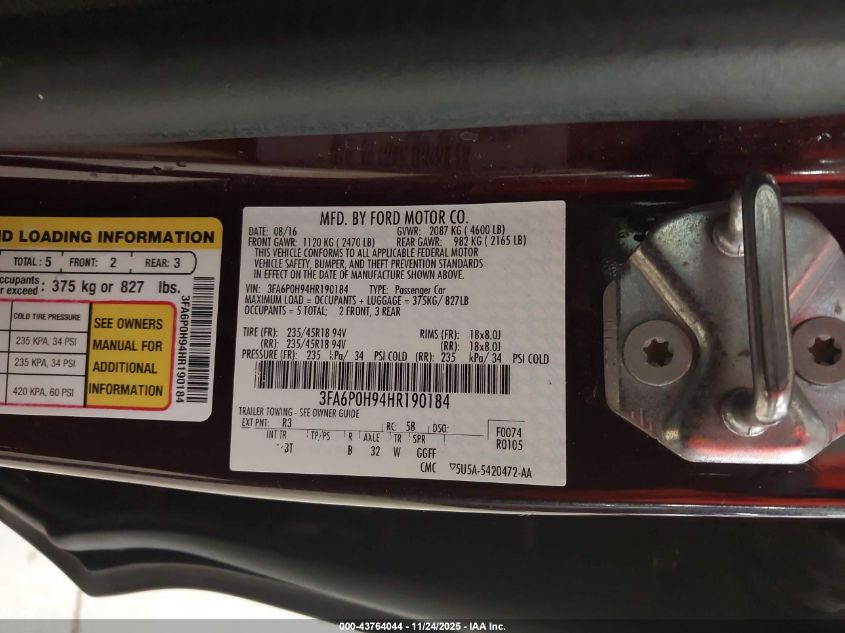 ND LOADING INFORMATION
TOTAL: 5 FRONT: 2 REAR: 3
ccupants:
r exceed : 375 kg or 827 lbs.
COLD TIRE PRESSURE
235 KPA, 34 PSI
235 KPA, 34 PSI
420 KPA, 60 PSI
SEE OWNERS
MANUAL FOR
ADDITIONAL
INFORMATION
3FA6P0H94HR190184
MFD. BY FORD MOTOR CO.
DATE: 08/16 GVWR: 2087 KG ( 4600 LB)
FRONT GAWR: 1120 KG ( 2470 LB) REAR GAWR: 982 KG ( 2165 LB)
THIS VEHICLE CONFORMS TO ALL APPLICABLE FEDERAL MOTOR
VEHICLE SAFETY, BUMPER, AND THEFT PREVENTION STANDARDS
IN EFFECT ON THE DATE OF MANUFACTURE SHOWN ABOVE.
VIN: 3FA6P0H94HR190184 TYPE: Passenger Car
MAXIMUM LOAD = OCCUPANTS + LUGGAGE = 375KG/ 827LB
OCCUPANTS = 5 TOTAL; 2 FRONT, 3 REAR
TIRE (FR): 235/45R18 94V RIMS (FR): 18x8.0J
(RR): 235/45R18 94V (RR): 18x8.0J
PRESSURE (FR): 235 kPa/ 34 PSI COLD (RR): 235 kPa/ 34 PSI COLD
3FA6P0H94HR190184
TRAILER TOWING - SEE OWNER GUIDE
EXT PNT: R3 RC: 58 DSO: F0074
R0105
INT TR TP/PS R AXLE TR SPR
3T B 32 W GGFF
CMC ▽5U5A-5420472-AA
000-43764044 | 11/24/2025 - IAA Inc.